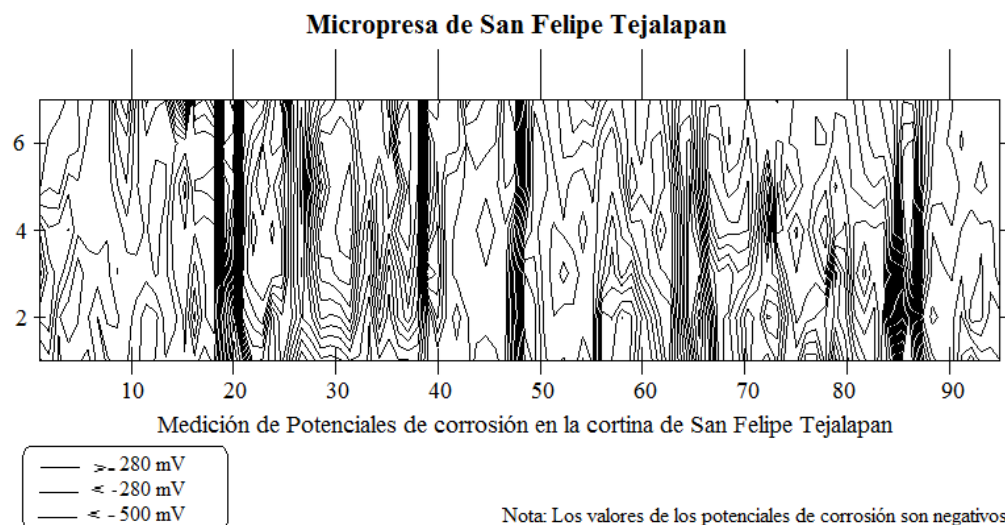 Micropresa de San Felipe Tejalapan
6
4
2
10 20 30 40 50 60 70 80 90
Medición de Potenciales de corrosión en la cortina de San Felipe Tejalapan
>- 280 mV
< - 280 mV
< - 500 mV
Nota: Los valores de los potenciales de corrosión son negativos